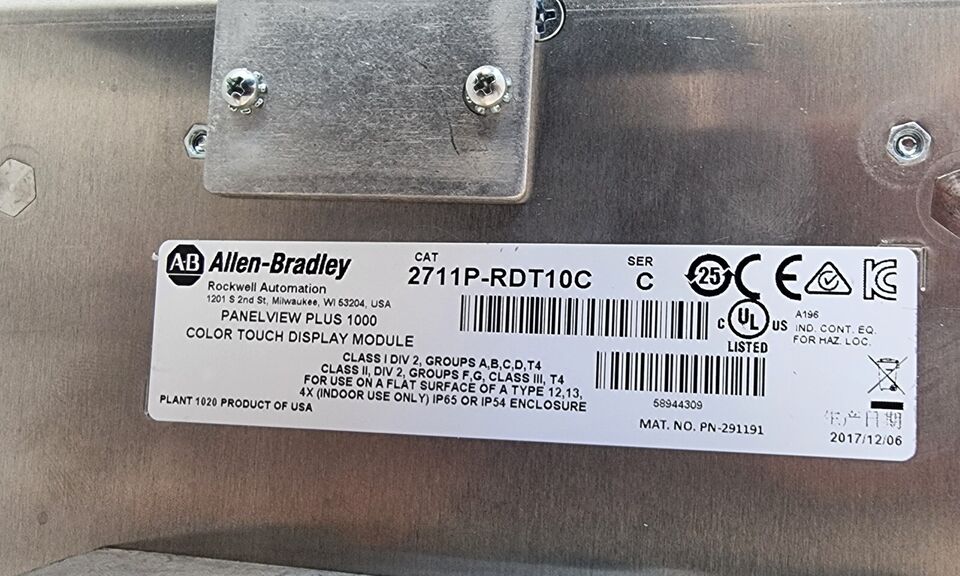 AB Allen-Bradley
Rockwell Automation
1201 S 2nd St, Milwaukee, WI 53204, USA
PANELVIEW PLUS 1000
COLOR TOUCH DISPLAY MODULE
CAT
2711P-RDT10C
SER
C
25
CE
C UL US
LISTED
A196
IND. CONT. EQ.
FOR HAZ. LOC.
CLASS I DIV 2, GROUPS A,B,C,D,T4
CLASS II, DIV 2, GROUPS F,G, CLASS III, T4
FOR USE ON A FLAT SURFACE OF A TYPE 12,13,
4X (INDOOR USE ONLY) IP65 OR IP54 ENCLOSURE
PLANT 1020 PRODUCT OF USA
58944309
MAT. NO. PN-291191
生产日期
2017/12/06